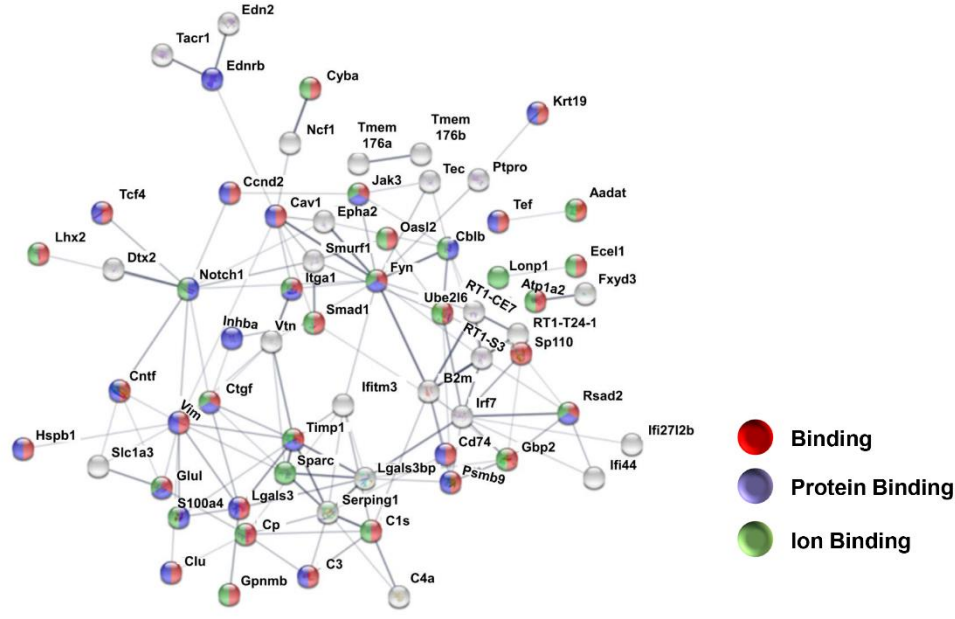 Edn2
Tacr1
Ednrb
Cyba
Krt19
Ncf1
Tmem
176a
Tmem
176b
Tec
Ptpro
Ccnd2
Jak3
Tcf4
Cav1
Epha2
Oasl2
Tef
Aadat
Lhx2
Dtx2
Smurf1
Cblb
Notch1
Itga1
Fyn
Lonp1
Ecel1
Atp1a2
Fxyd3
Ube2l6
RT1-CE7
Inhba
Vtn
Smad1
RT1-T24-1
RT1-S3
Sp110
Cntf
Ctgf
Ifitm3
B2m
Irf7
Rsad2
Vim
Timp1
Ifi27l2b
Hspb1
Slc1a3
Sparc
Cd74
Gbp2
Ifi44
Glul
Lgals3bp
Psmb9
S100a4
Lgals3
Serping1
Cp
C1s
Clu
Gpnmb
C3
C4a
Binding
Protein Binding
Ion Binding